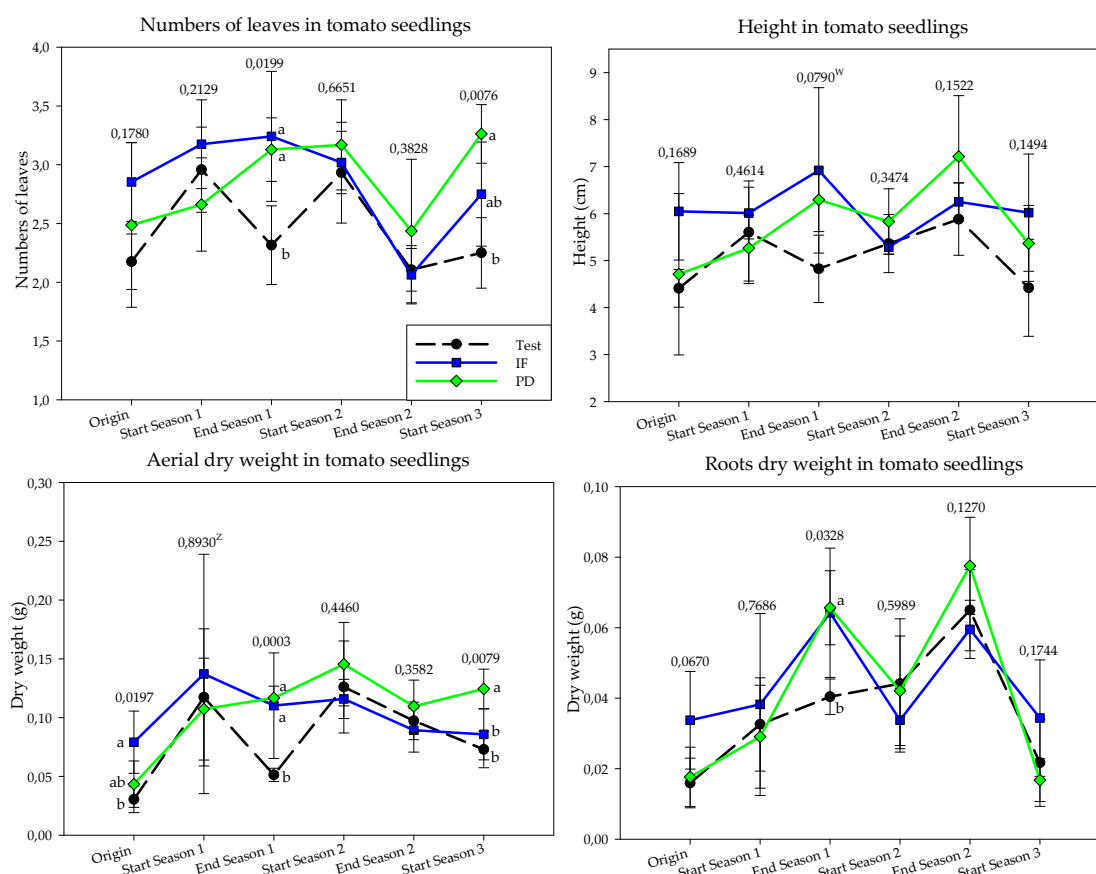 Numbers of leaves in tomato seedlings
Numbers of leaves
4,0
3,5
3,0
2,5
2,0
1,5
1,0
0,1780
0,2129
0,0199
0,6651
0,3828
0,0076
a
a
b
a
ab
b
Test
IF
PD
Origin
Start Season 1
End Season 1
Start Season 2
End Season 2
Start Season 3
Height in tomato seedlings
Height (cm)
9
8
7
6
5
4
3
2
0,1689
0,4614
0,0790ᵂ
0,3474
0,1522
0,1494
Origin
Start Season 1
End Season 1
Start Season 2
End Season 2
Start Season 3
Aerial dry weight in tomato seedlings
Dry weight (g)
0,30
0,25
0,20
0,15
0,10
0,05
0,00
0,0197
0,8930ᶻ
0,0003
0,4460
0,3582
0,0079
a
ab
b
a
a
b
a
b
b
Origin
Start Season 1
End Season 1
Start Season 2
End Season 2
Start Season 3
Roots dry weight in tomato seedlings
Dry weight (g)
0,10
0,08
0,06
0,04
0,02
0,00
0,0670
0,7686
0,0328
0,5989
0,1270
0,1744
a
b
Origin
Start Season 1
End Season 1
Start Season 2
End Season 2
Start Season 3